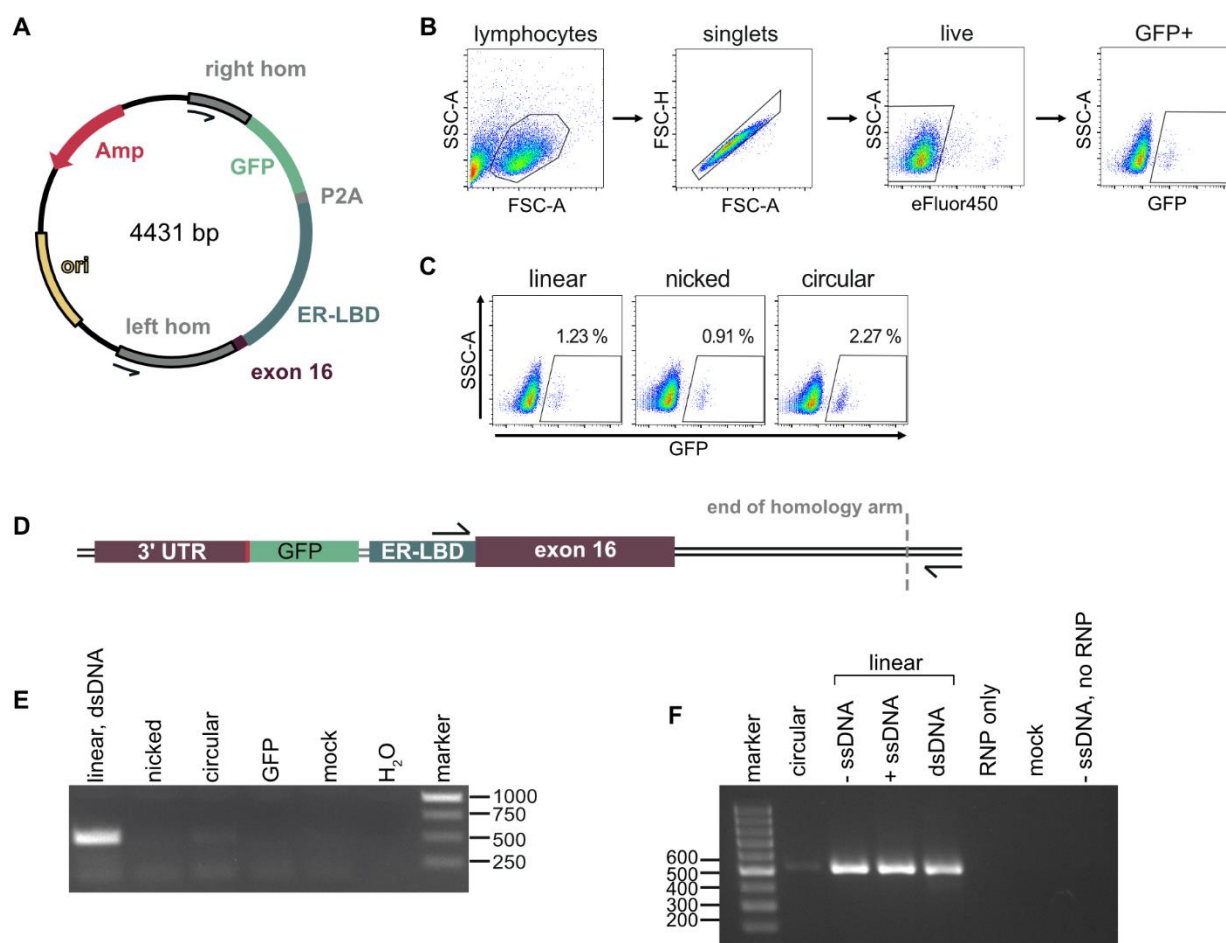 A
right hom
Amp
GFP
P2A
4431 bp
ori
ER-LBD
left hom
exon 16
B
lymphocytes
singlets
live
GFP+
SSC-A
FSC-H
SSC-A
SSC-A
FSC-A
FSC-A
eFluor450
GFP
C
linear
nicked
circular
1.23 %
0.91 %
2.27 %
SSC-A
GFP
D
end of homology arm
3' UTR
GFP
ER-LBD
exon 16
E
linear, dsDNA
nicked
circular
GFP
mock
H2O
marker
1000
750
500
250
F
linear
marker
circular
- ssDNA
+ ssDNA
dsDNA
RNP only
mock
- ssDNA, no RNP
600
500
400
300
200